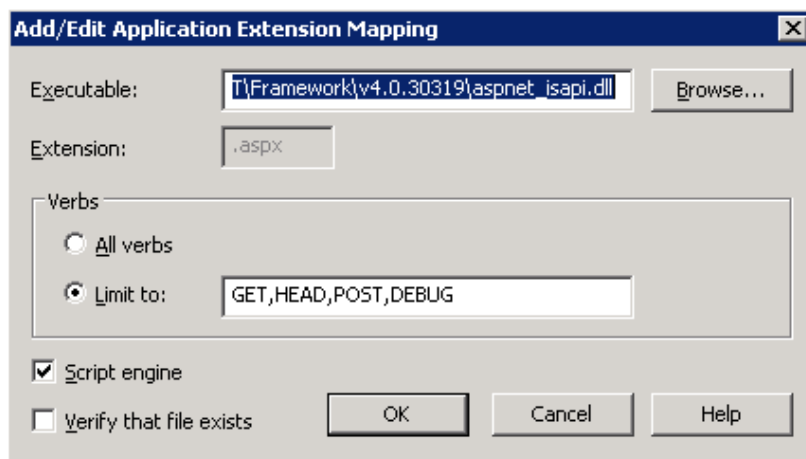 Add/Edit Application Extension Mapping
Executable: T\Framework\v4.0.30319\aspnet_isapi.dll Browse...
Extension: .aspx
Verbs
All verbs
Limit to: GET,HEAD,POST,DEBUG
Script engine
Verify that file exists OK Cancel Help